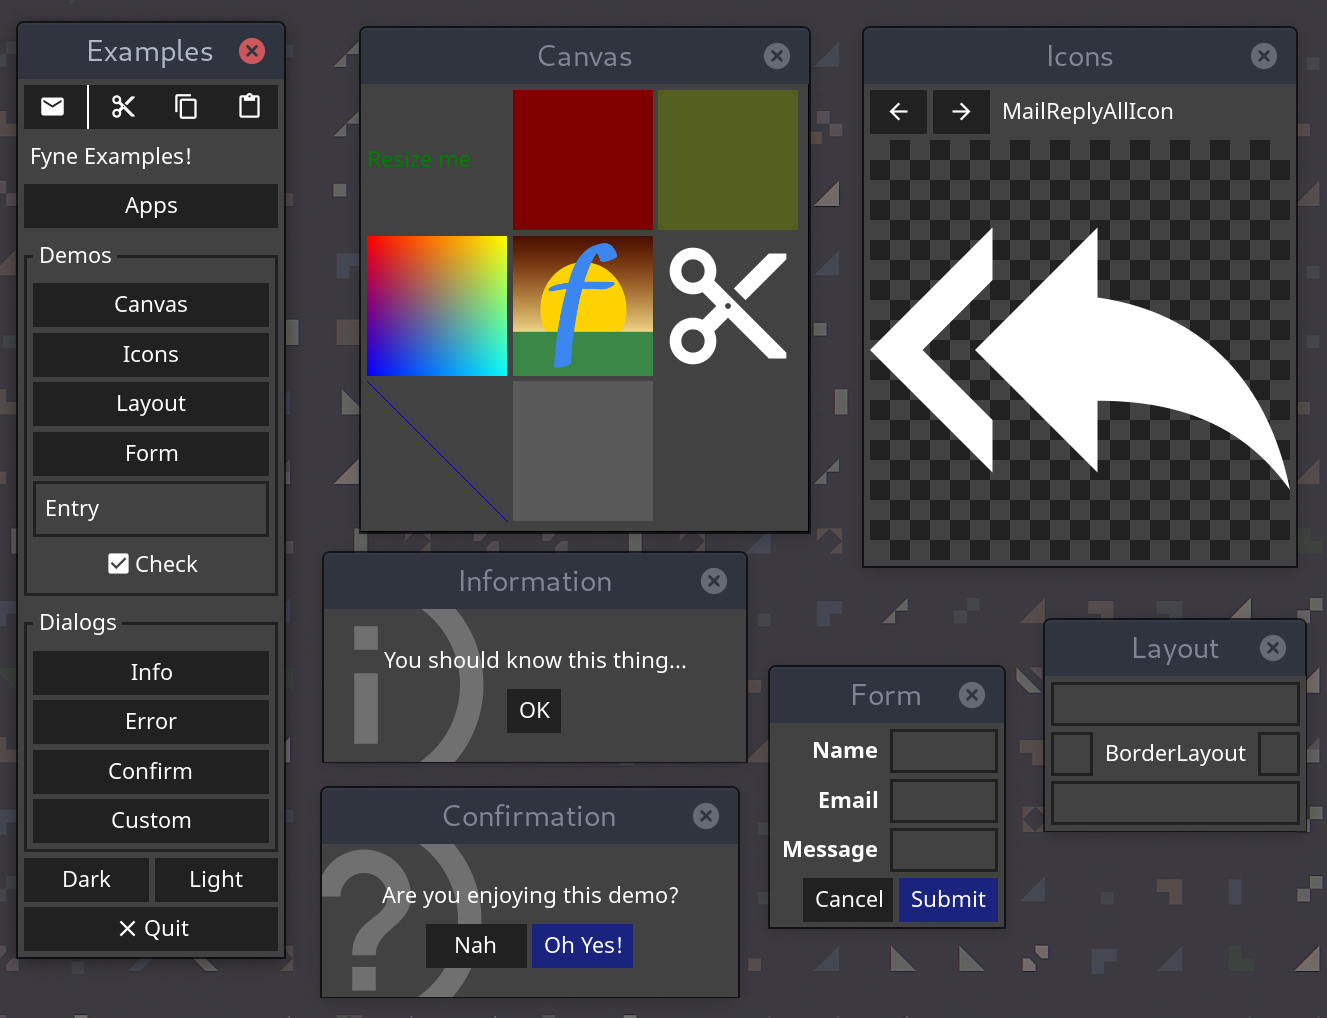 Examples
Fyne Examples!
Apps
Demos
Canvas
Icons
Layout
Form
Entry
Check
Dialogs
Info
Error
Confirm
Custom
Dark
Light
Quit
Canvas
Resize me
Icons
MailReplyAllIcon
Information
You should know this thing...
OK
Confirmation
Are you enjoying this demo?
Nah
Oh Yes!
Form
Name
Email
Message
Cancel
Submit
Layout
BorderLayout